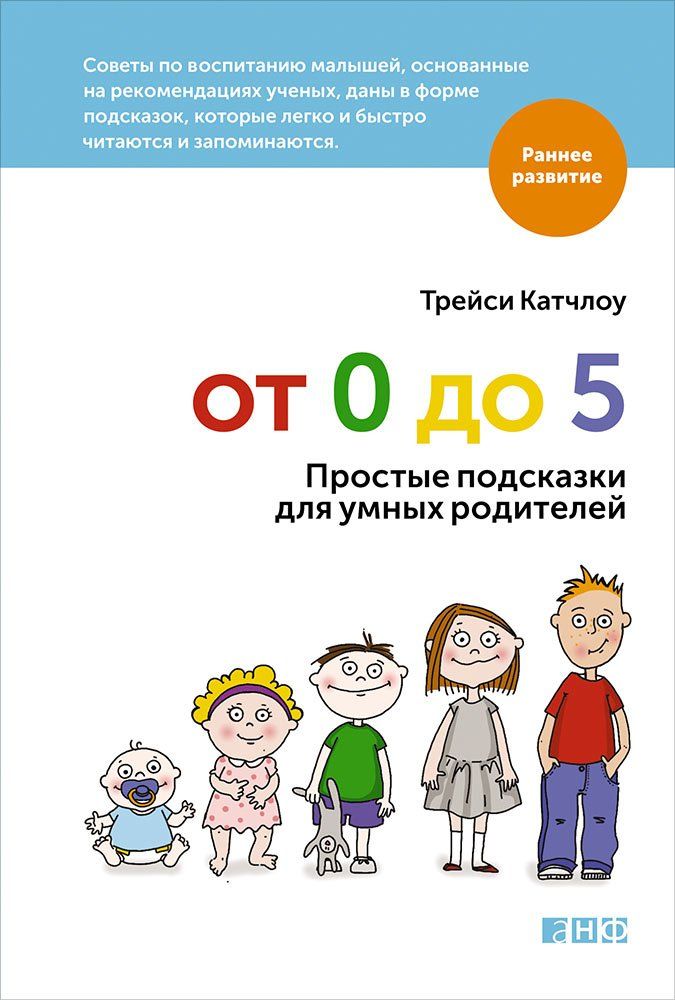 Советы по воспитанию малышей, основанные
на рекомендациях ученых, даны в форме
подсказок, которые легко и быстро
читаются и запоминаются.
Раннее
развитие
Трейси Катчлоу
от 0 до 5
Простые подсказки
для умных родителей
анф